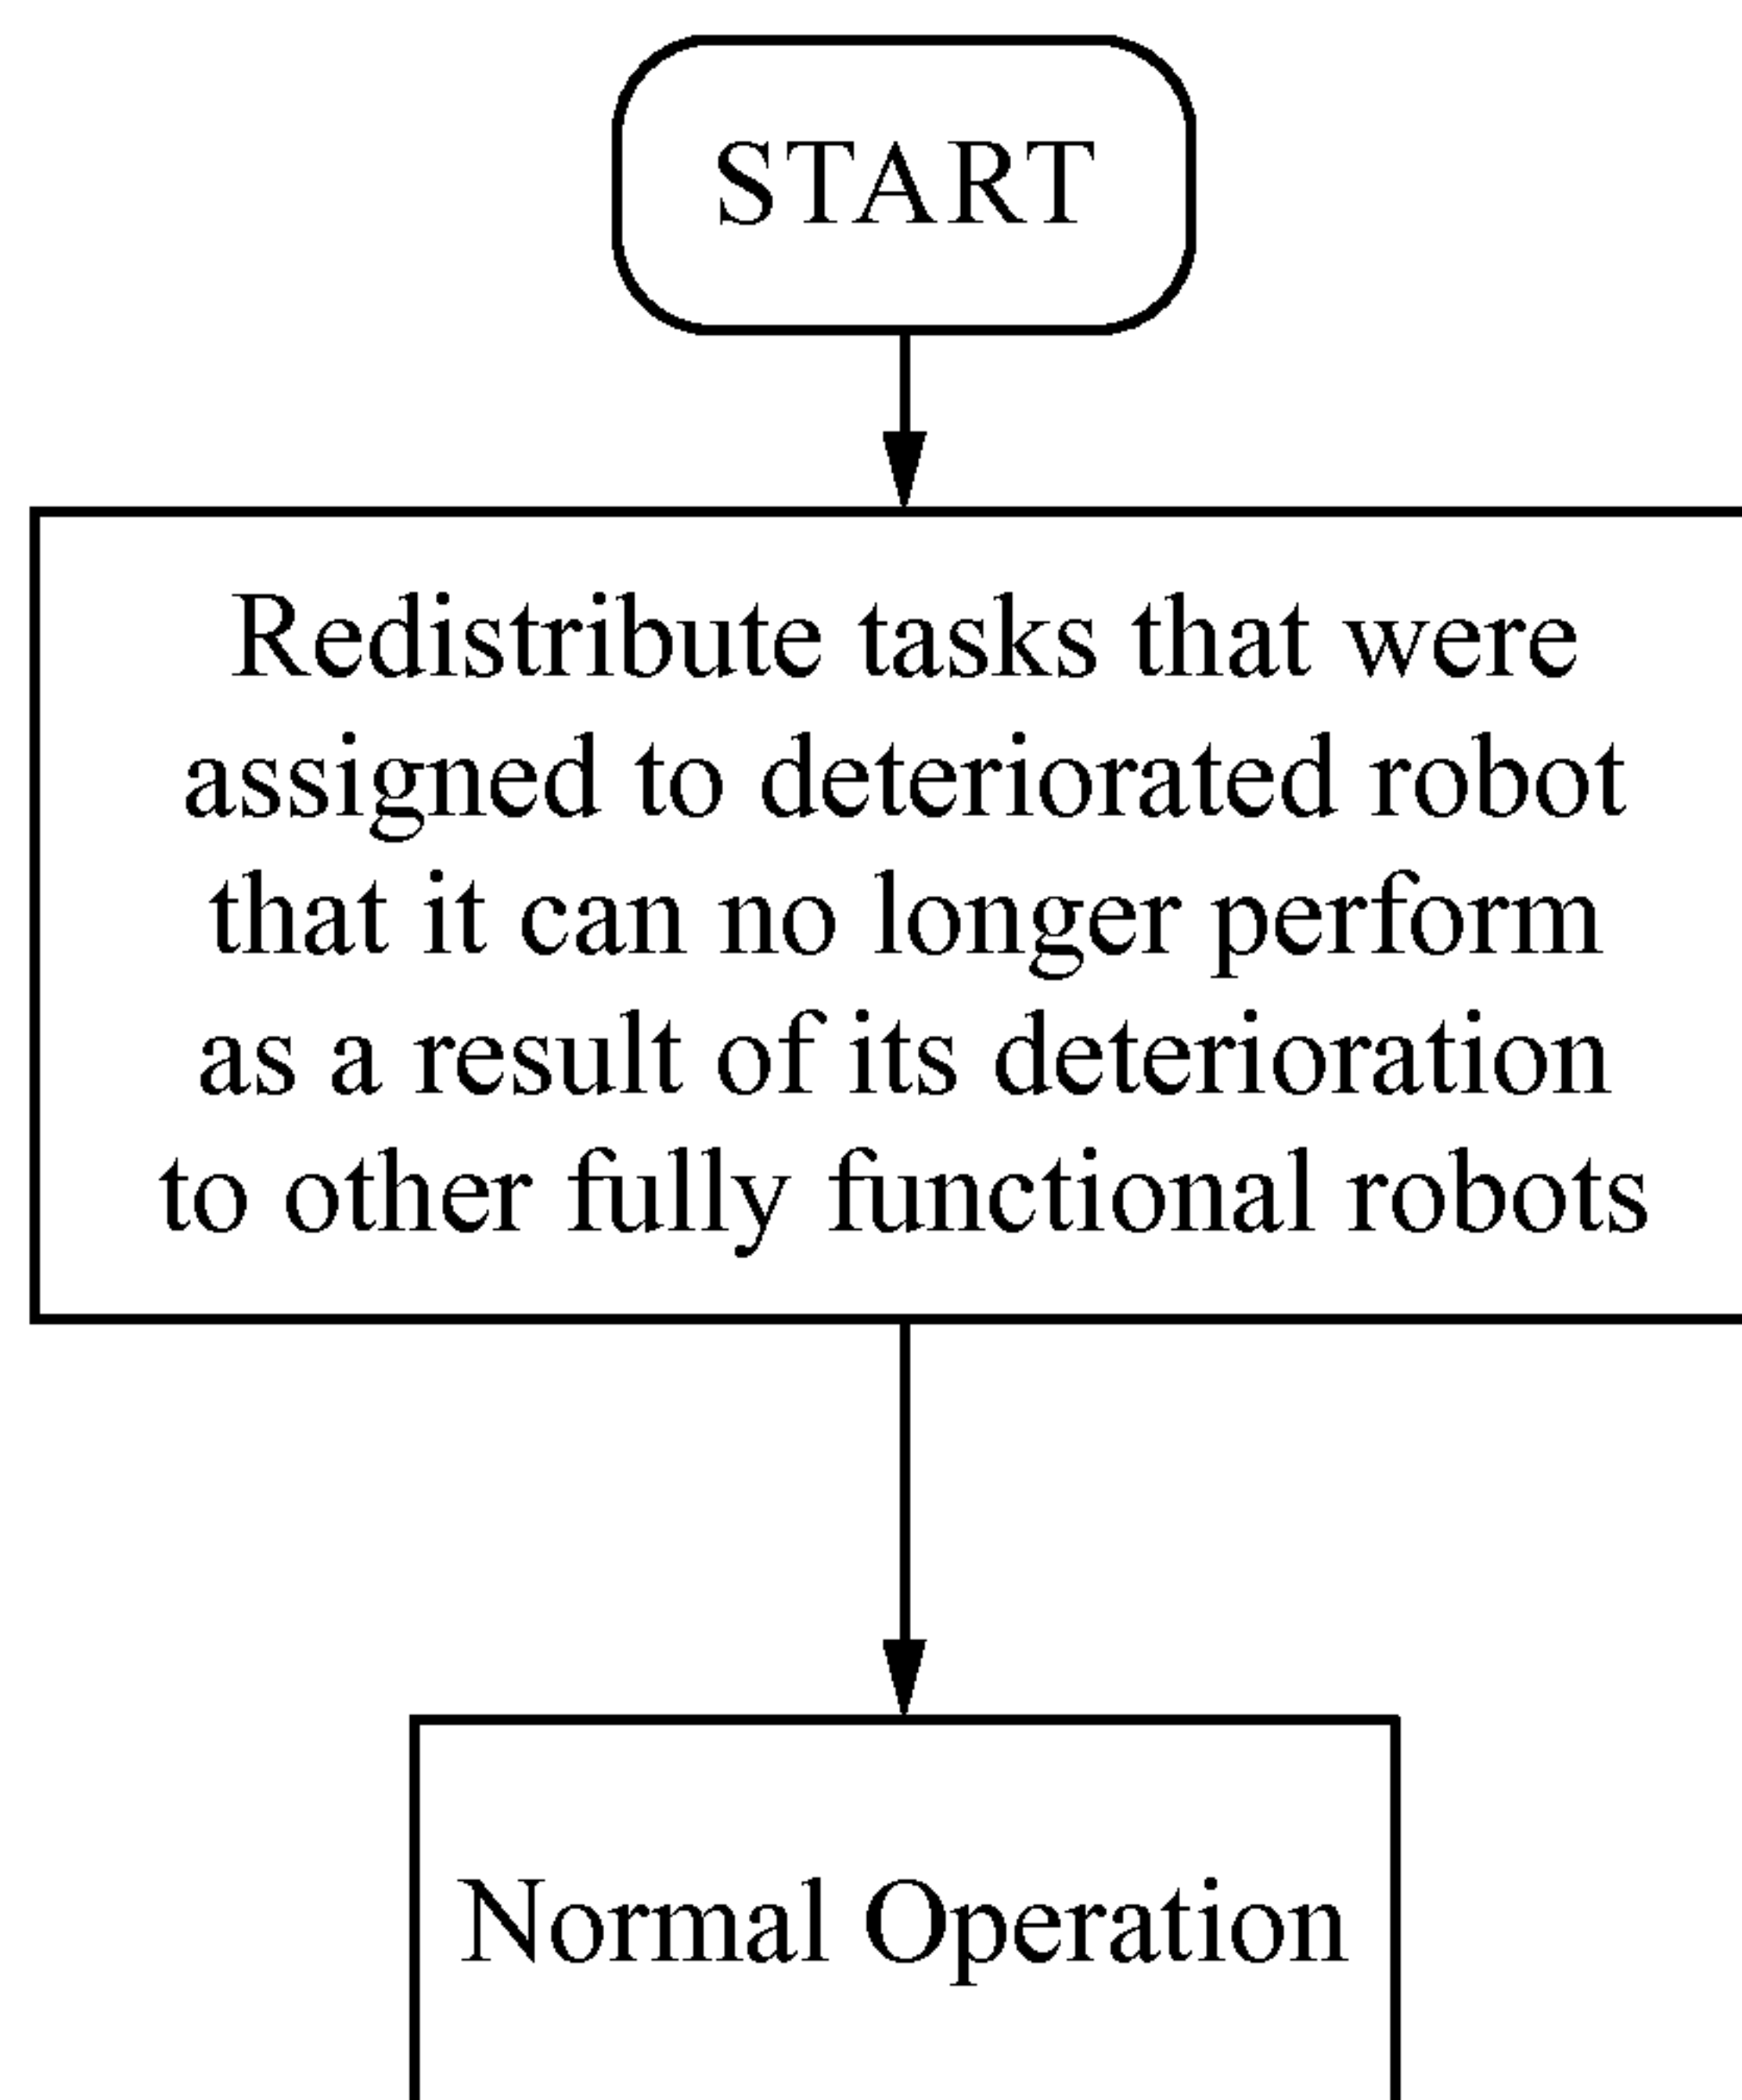 START
Redistribute tasks that were
assigned to deteriorated robot
that it can no longer perform
as a result of its deterioration
to other fully functional robots
Normal Operation